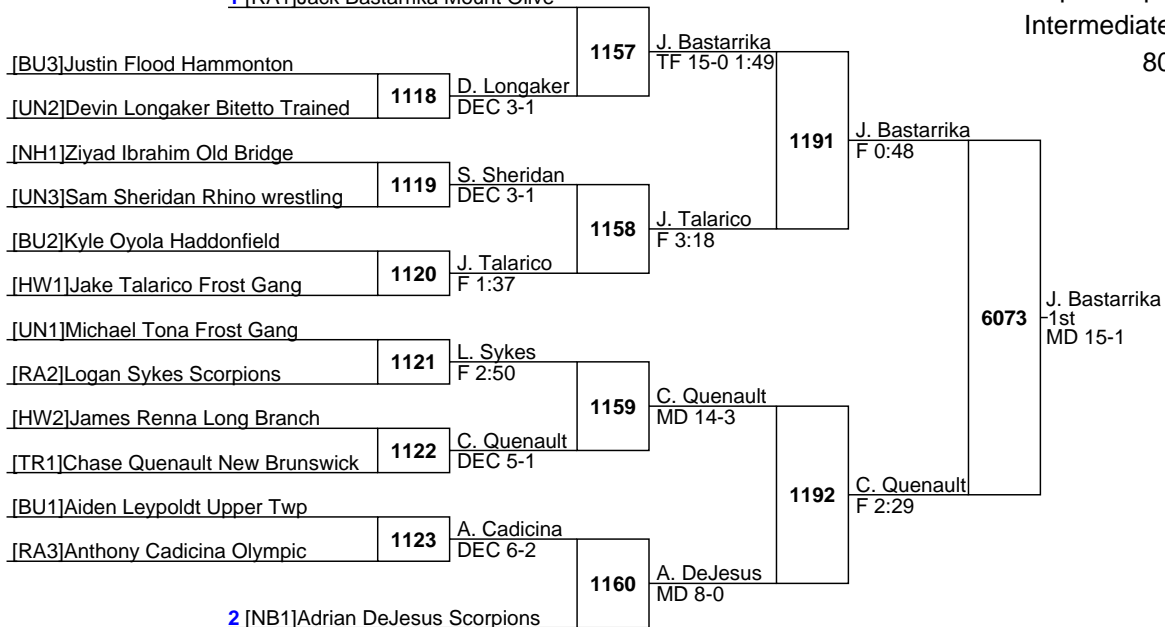 1 [RA1]Jack Bastarrika Mount Olive
Intermediate
80
1157
J. Bastarrika
TF 15-0 1:49
[BU3]Justin Flood Hammonton
1118
D. Longaker
DEC 3-1
[UN2]Devin Longaker Bitetto Trained
1191
J. Bastarrika
F 0:48
[NH1]Ziyad Ibrahim Old Bridge
1119
S. Sheridan
DEC 3-1
[UN3]Sam Sheridan Rhino wrestling
1158
J. Talarico
F 3:18
[BU2]Kyle Oyola Haddonfield
1120
J. Talarico
F 1:37
[HW1]Jake Talarico Frost Gang
6073
J. Bastarrika
1st
MD 15-1
[UN1]Michael Tona Frost Gang
1121
L. Sykes
F 2:50
[RA2]Logan Sykes Scorpions
1159
C. Quenault
MD 14-3
[HW2]James Renna Long Branch
1122
C. Quenault
DEC 5-1
[TR1]Chase Quenault New Brunswick
1192
C. Quenault
F 2:29
[BU1]Aiden Leypoldt Upper Twp
1123
A. Cadicina
DEC 6-2
[RA3]Anthony Cadicina Olympic
1160
A. DeJesus
MD 8-0
2 [NB1]Adrian DeJesus Scorpions